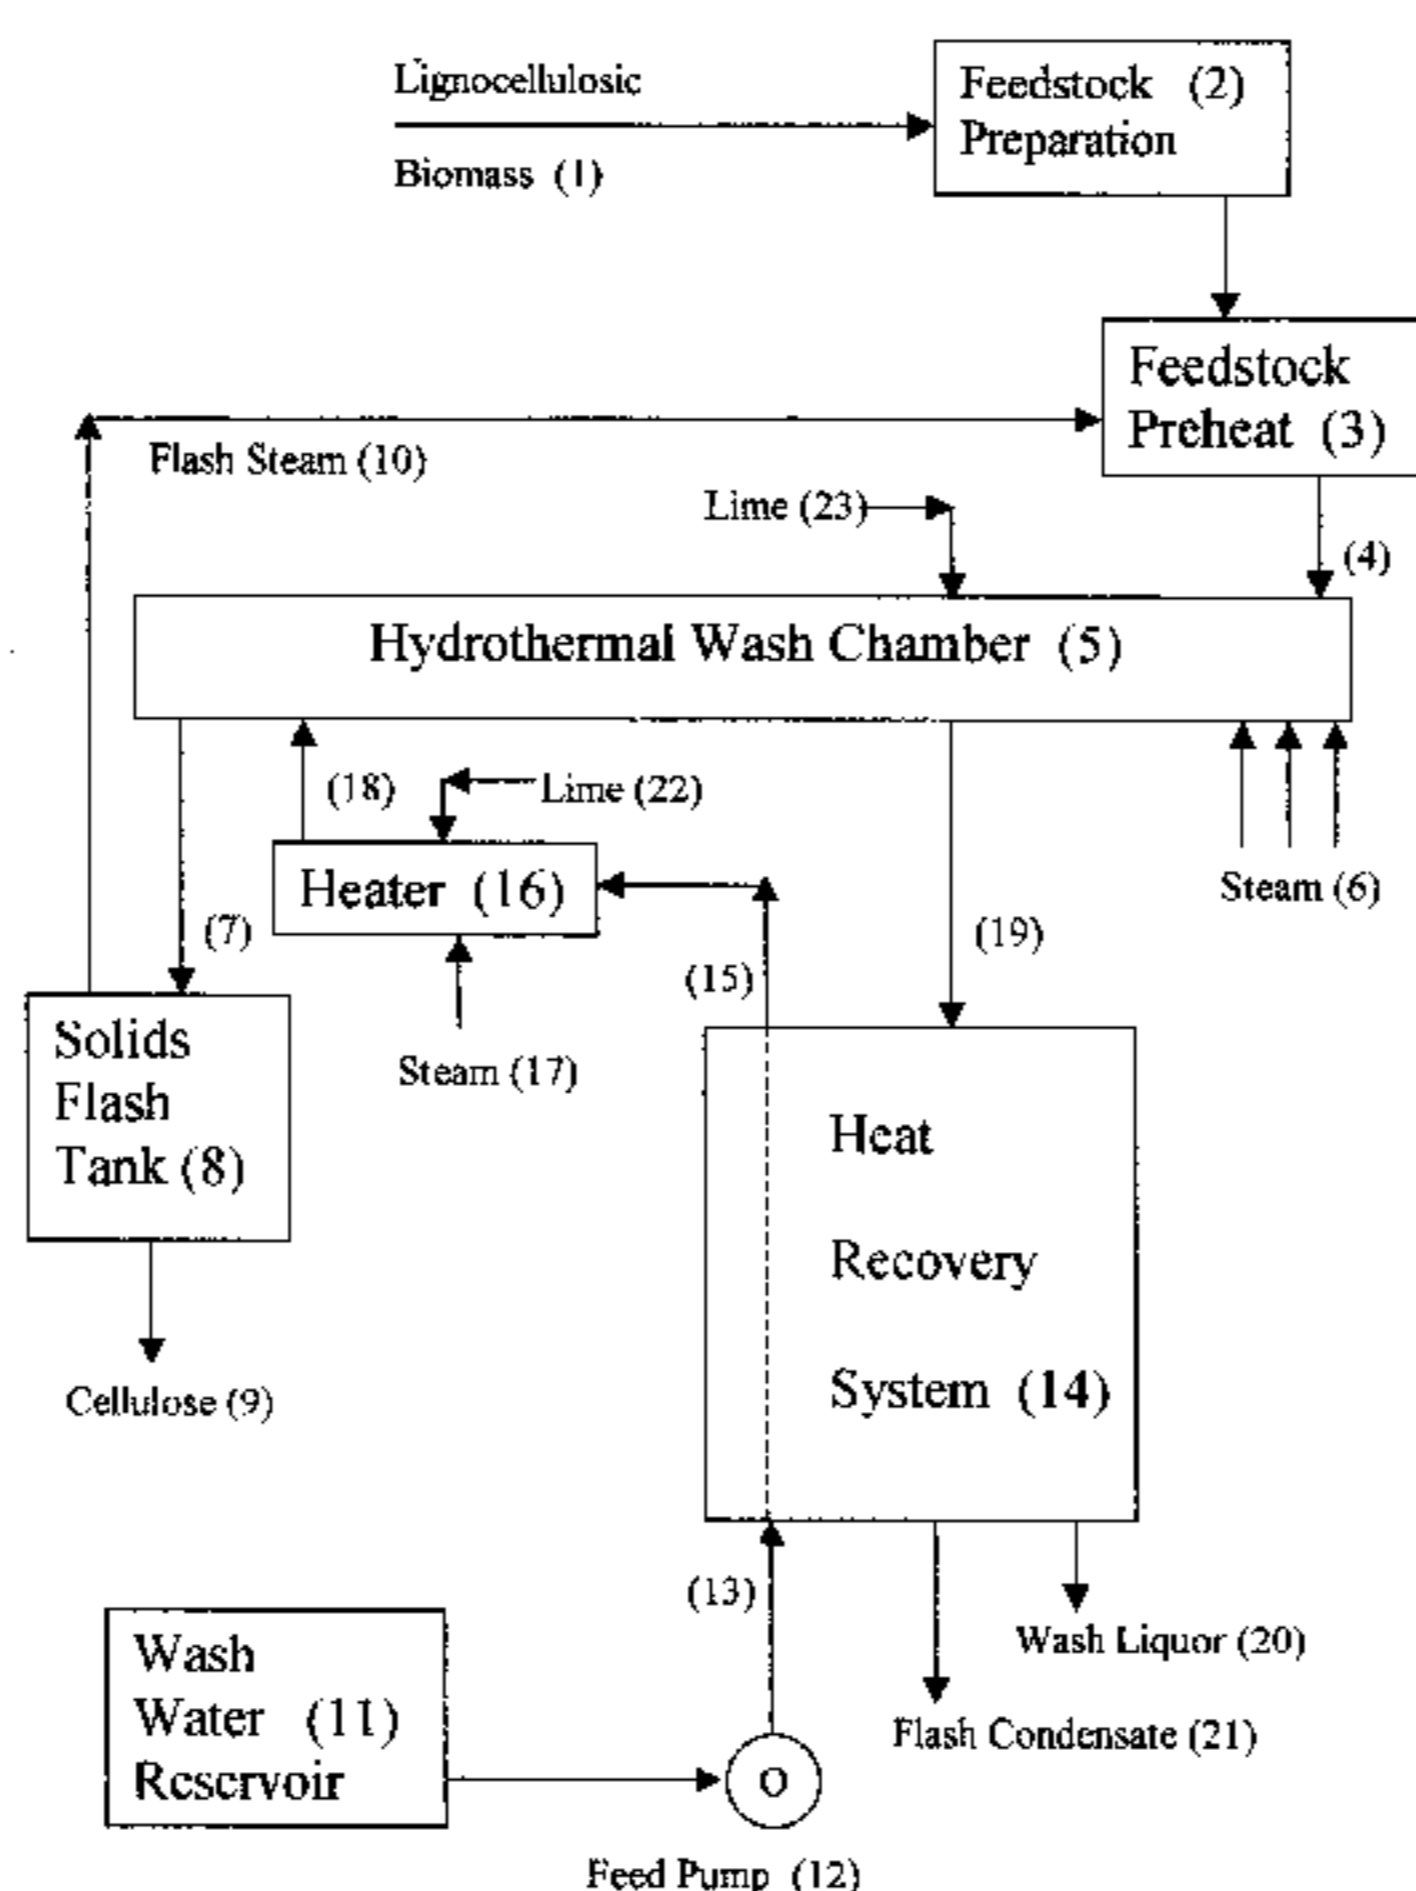 Lignocellulosic
Biomass (1)
Feedstock (2)
Preparation
Feedstock
Preheat (3)
Flash Steam (10)
Lime (23)
(4)
Hydrothermal Wash Chamber (5)
(18)
Lime (22)
Heater (16)
Steam (6)
(7)
(19)
(15)
Steam (17)
Solids
Flash
Tank (8)
Heat
Recovery
System (14)
Cellulose (9)
(13)
Wash Liquor (20)
Wash
Water (11)
Reservoir
Flash Condensate (21)
O
Feed Pump (12)